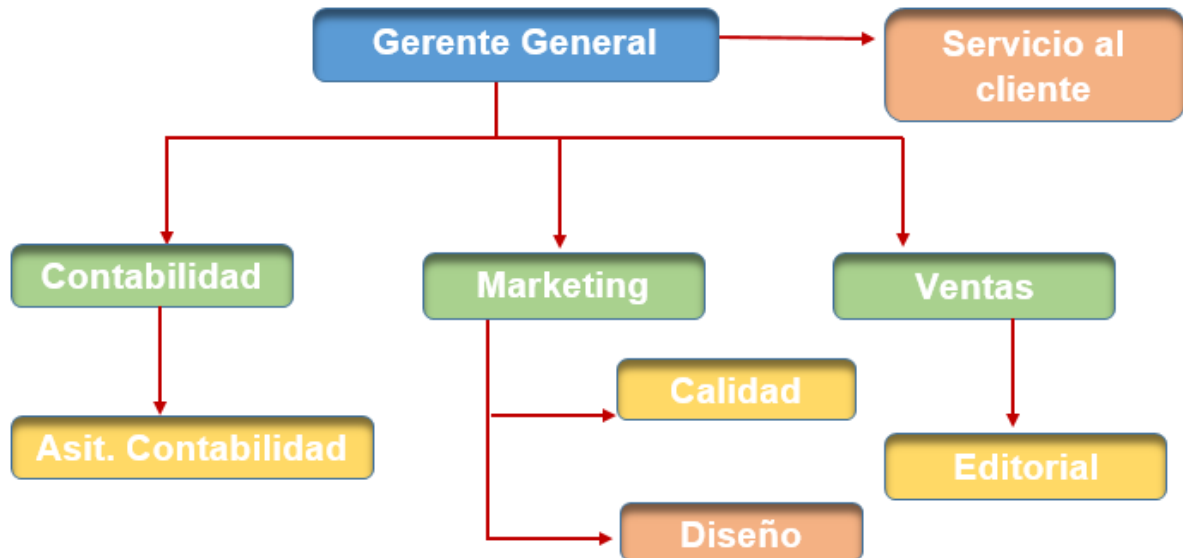 Gerente General
Servicio al
cliente
Contabilidad
Marketing
Ventas
Calidad
Asit. Contabilidad
Editorial
Diseño